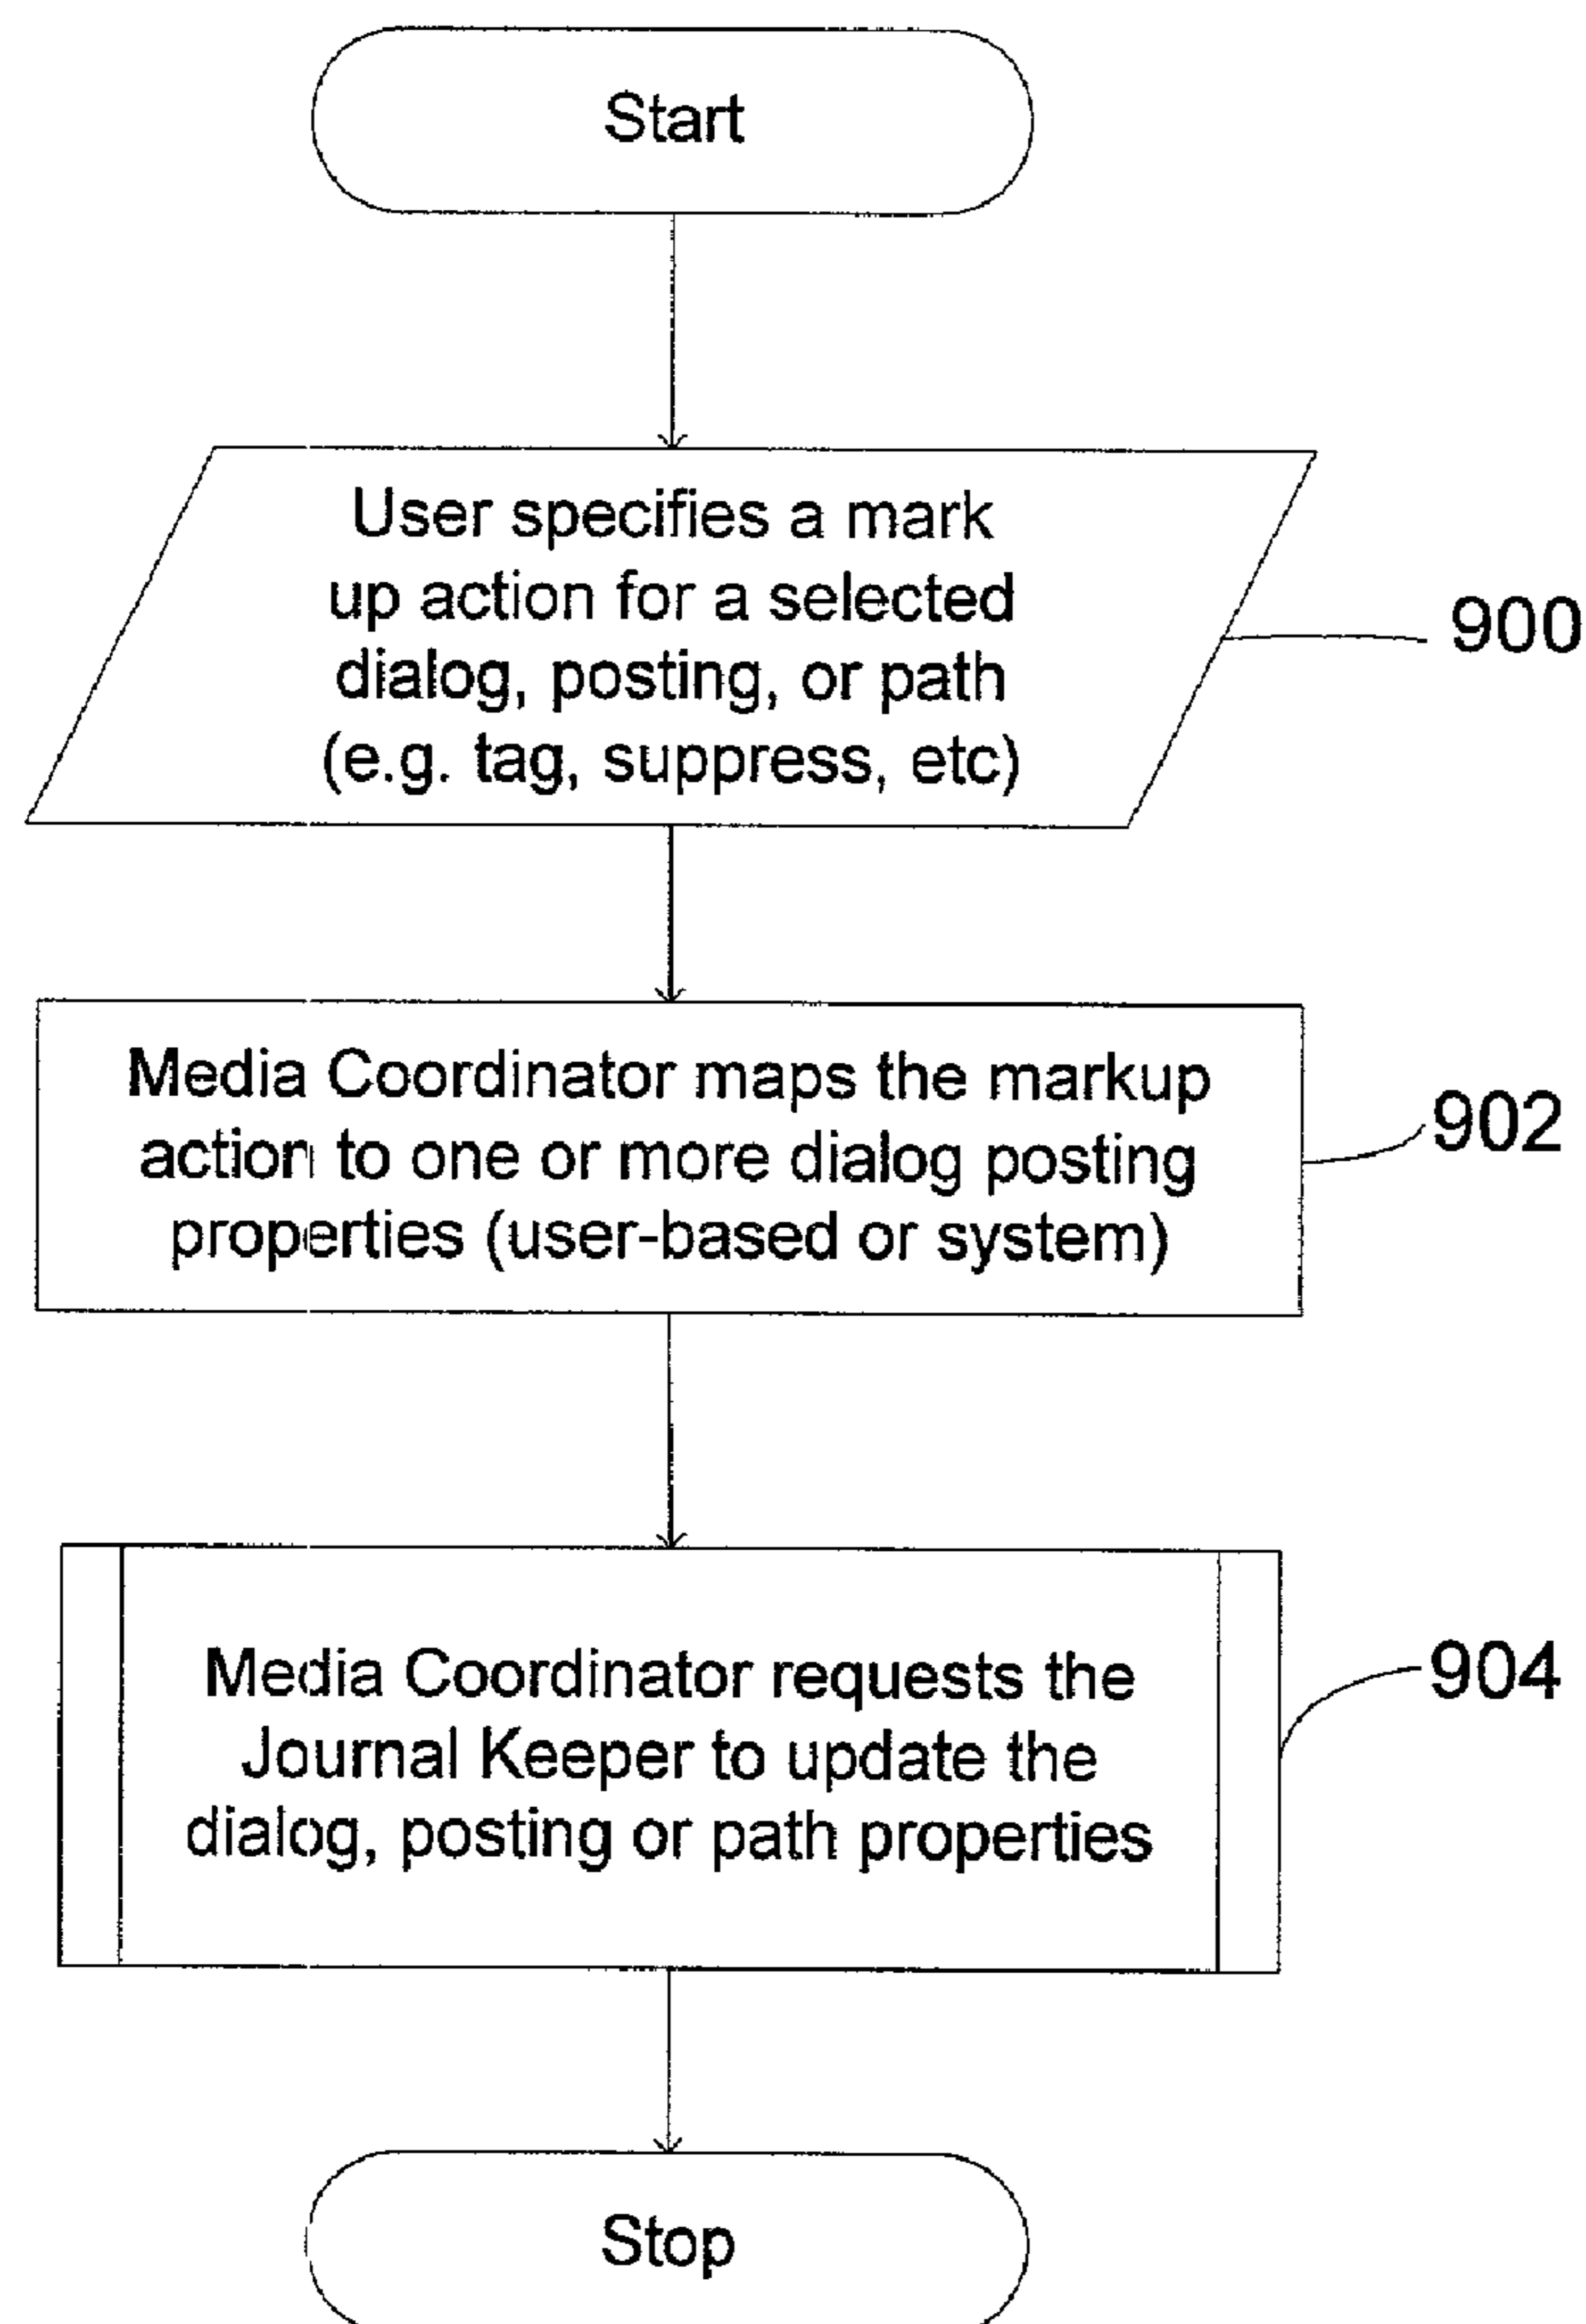 Start
User specifies a mark
up action for a selected
dialog, posting, or path
(e.g. tag, suppress, etc)
900
Media Coordinator maps the markup
action to one or more dialog posting
properties (user-based or system)
902
Media Coordinator requests the
Journal Keeper to update the
dialog, posting or path properties
904
Stop